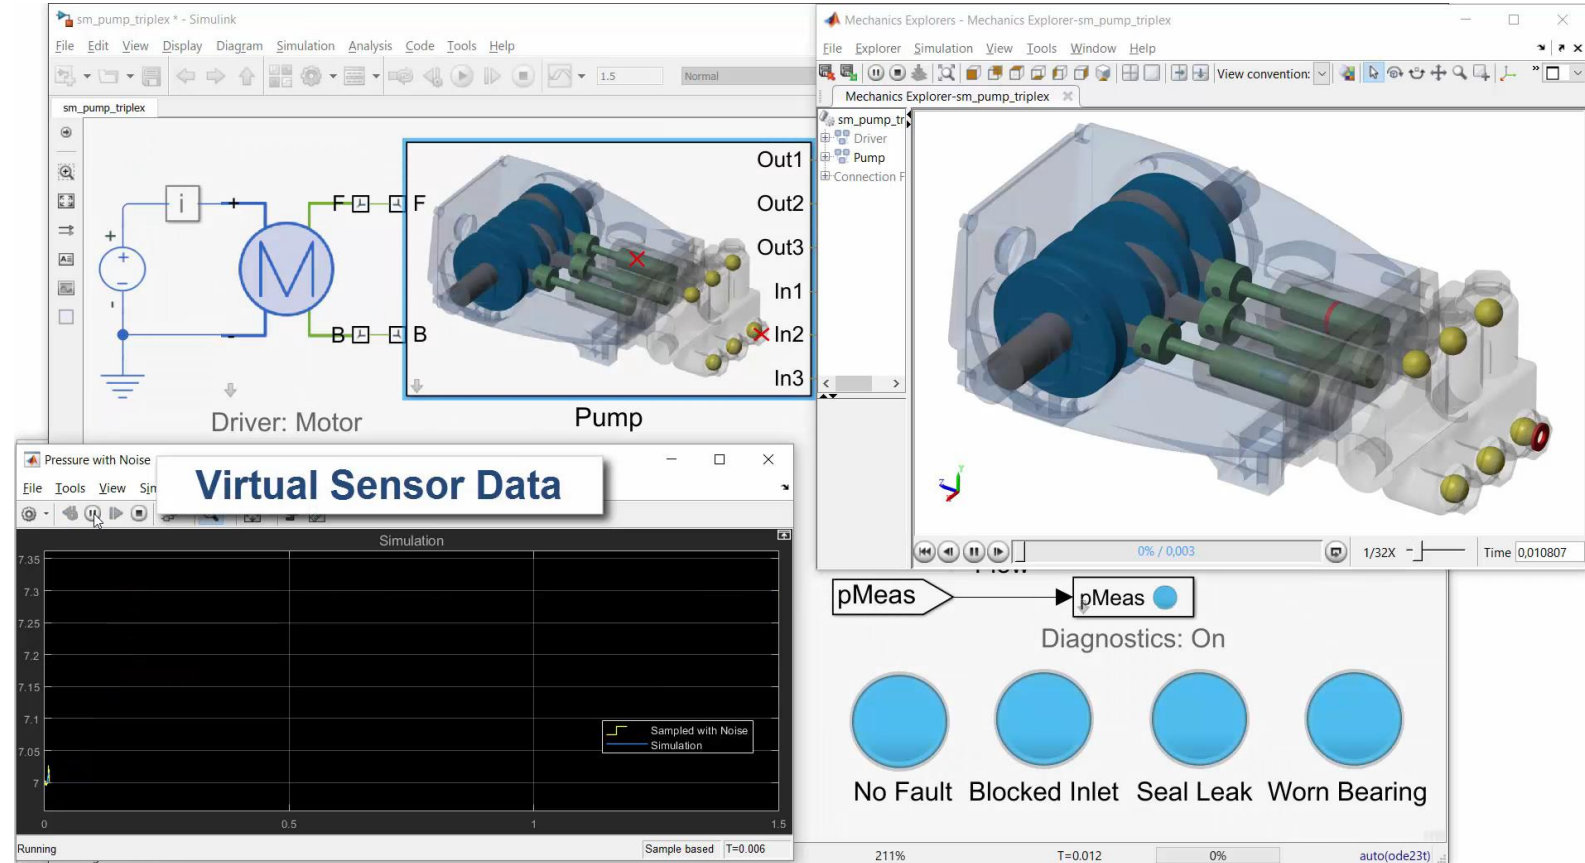 sm_pump_triplex * - Simulink
File Edit View Display Diagram Simulation Analysis Code Tools Help
1.5 Normal
sm_pump_triplex
i
+ -
+
-
+
-
M
F F
B B
Out1
Out2
Out3
In1
In2
In3
Driver: Motor
Pump
Mechanics Explorers - Mechanics Explorer-sm_pump_triplex
File Explorer Simulation View Tools Window Help
View convention:
Mechanics Explorer-sm_pump_triplex
sm_pump_tr
Driver
Pump
Connection F
0% / 0,003
1/32X
Time 0,010807
Pressure with Noise
Virtual Sensor Data
File Tools View Sim
Simulation
7.35
7.3
7.25
7.2
7.15
7.1
7.05
7
Sampled with Noise
Simulation
0 0.5 1 1.5
Running Sample based T=0.006
pMeas pMeas
Diagnostics: On
No Fault Blocked Inlet Seal Leak Worn Bearing
211% T=0.012 0% auto(ode23t)